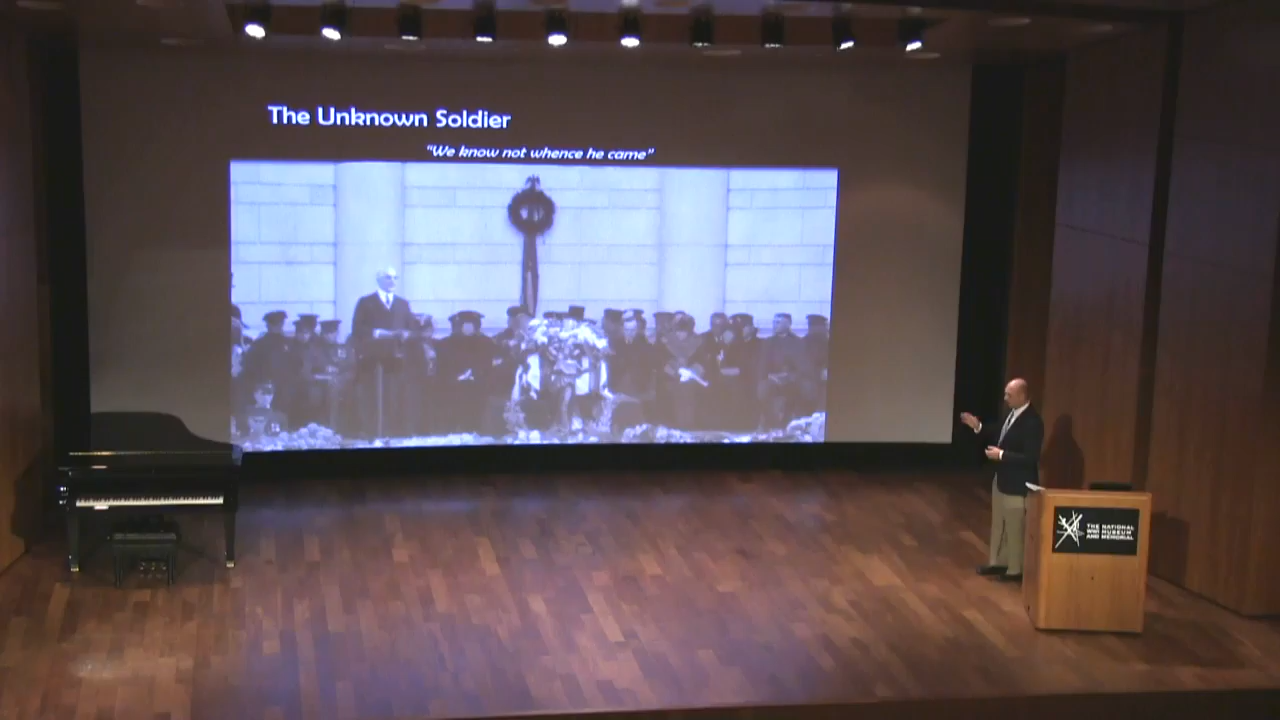 The Unknown Soldier
“We know not whence he came”
THE NATIONAL
WWI MUSEUM
AND MEMORIAL